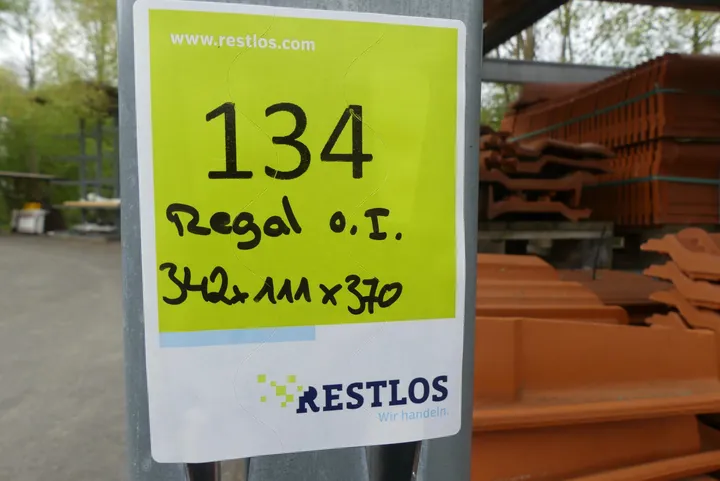 www.restlos.com
134
Regal o.I.
342x111x370
RESTLOS
Wir handeln.